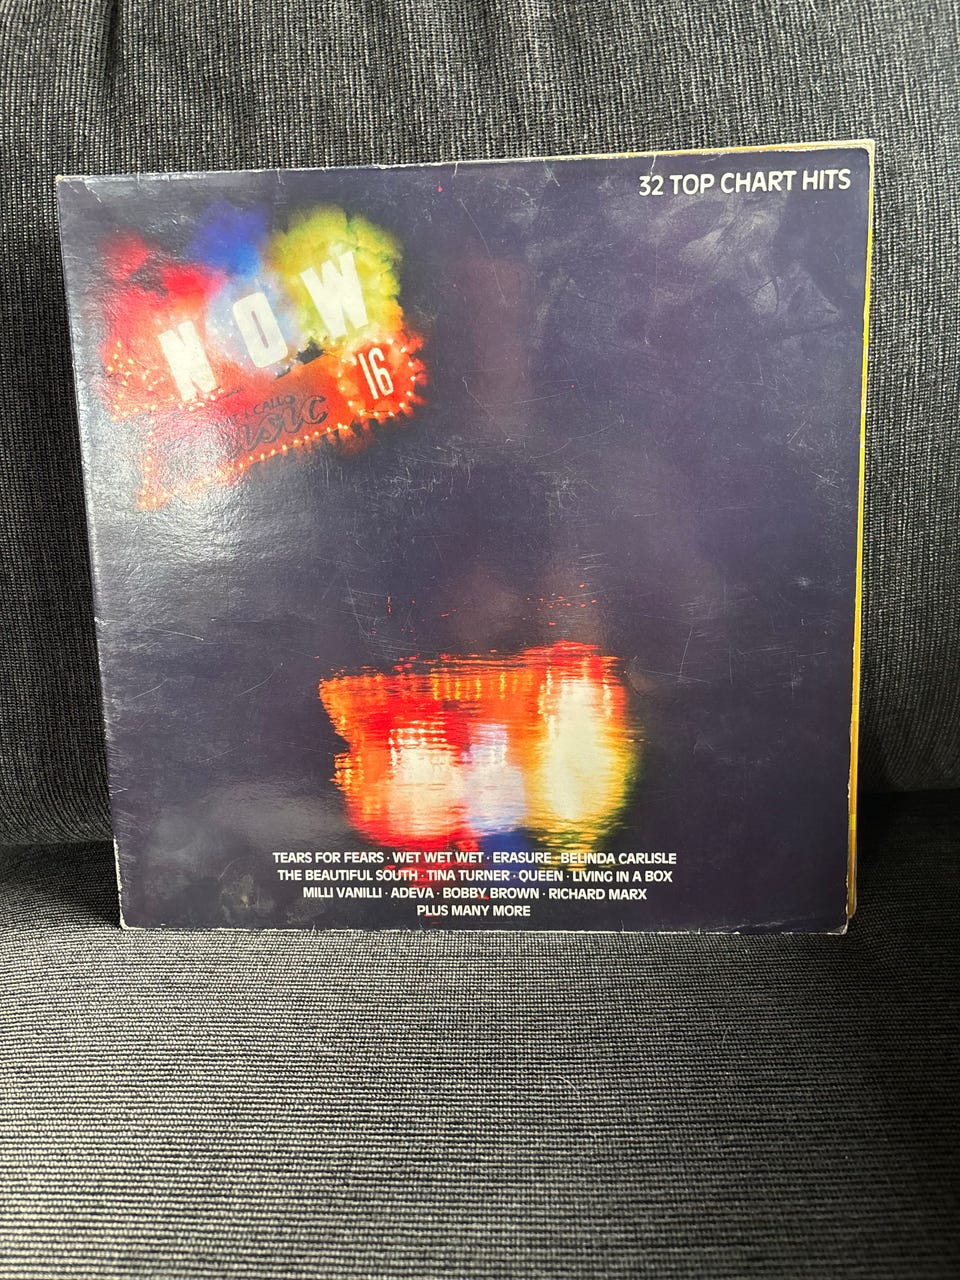 32 TOP CHART HITS
NOW
'16
I CALL
TEARS FOR FEARS · WET WET WET · ERASURE · BELINDA CARLISLE
THE BEAUTIFUL SOUTH · TINA TURNER · QUEEN · LIVING IN A BOX
MILLI VANILLI · ADEVA · BOBBY BROWN · RICHARD MARX
PLUS MANY MORE